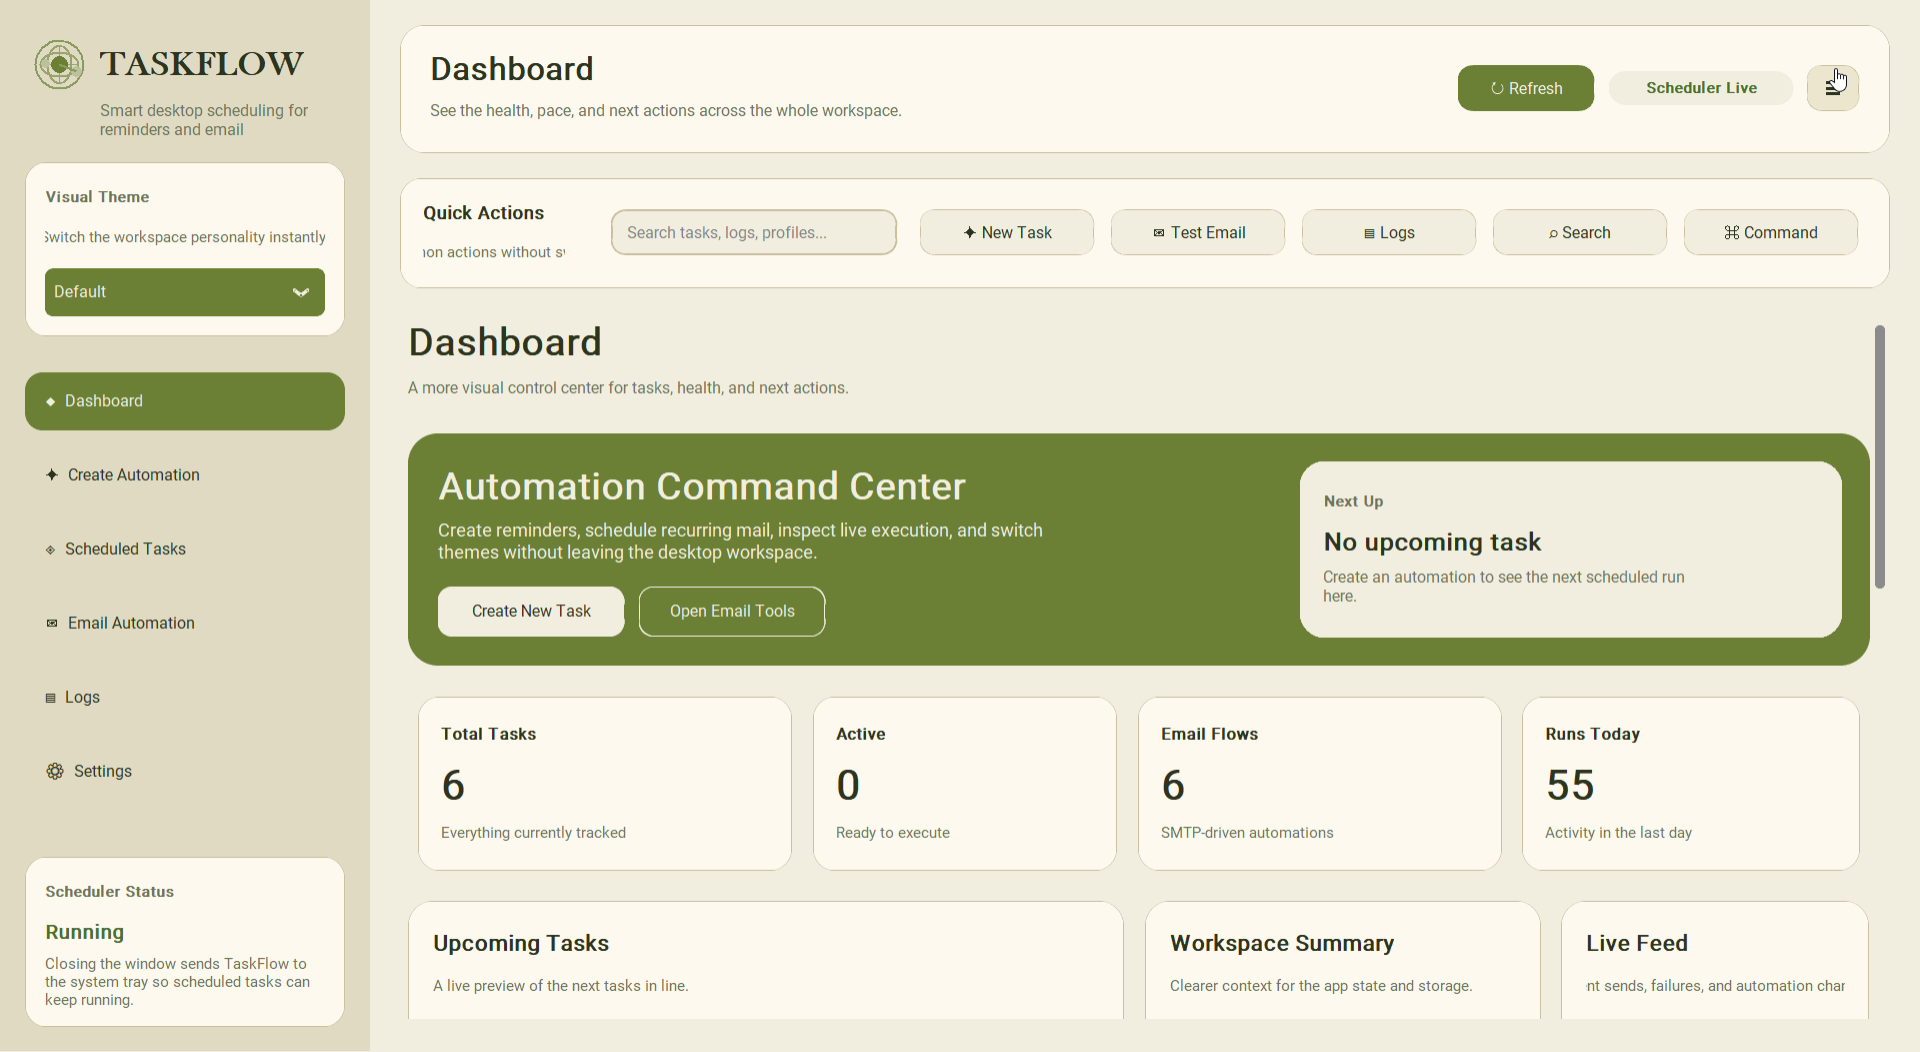 TASKFLOW
Smart desktop scheduling for
reminders and email
Visual Theme
Switch the workspace personality instantly
Default
Dashboard
Create Automation
Scheduled Tasks
Email Automation
Logs
Settings
Scheduler Status
Running
Closing the window sends TaskFlow to
the system tray so scheduled tasks can
keep running.
Dashboard
See the health, pace, and next actions across the whole workspace.
Refresh
Scheduler Live
Quick Actions
actions without
Search tasks, logs, profiles...
New Task
Test Email
Logs
Search
Command
Dashboard
A more visual control center for tasks, health, and next actions.
Automation Command Center
Create reminders, schedule recurring mail, inspect live execution, and switch
themes without leaving the desktop workspace.
Create New Task
Open Email Tools
Next Up
No upcoming task
Create an automation to see the next scheduled run
here.
Total Tasks
6
Everything currently tracked
Active
0
Ready to execute
Email Flows
6
SMTP-driven automations
Runs Today
55
Activity in the last day
Upcoming Tasks
A live preview of the next tasks in line.
Workspace Summary
Clearer context for the app state and storage.
Live Feed
sends, failures, and automation